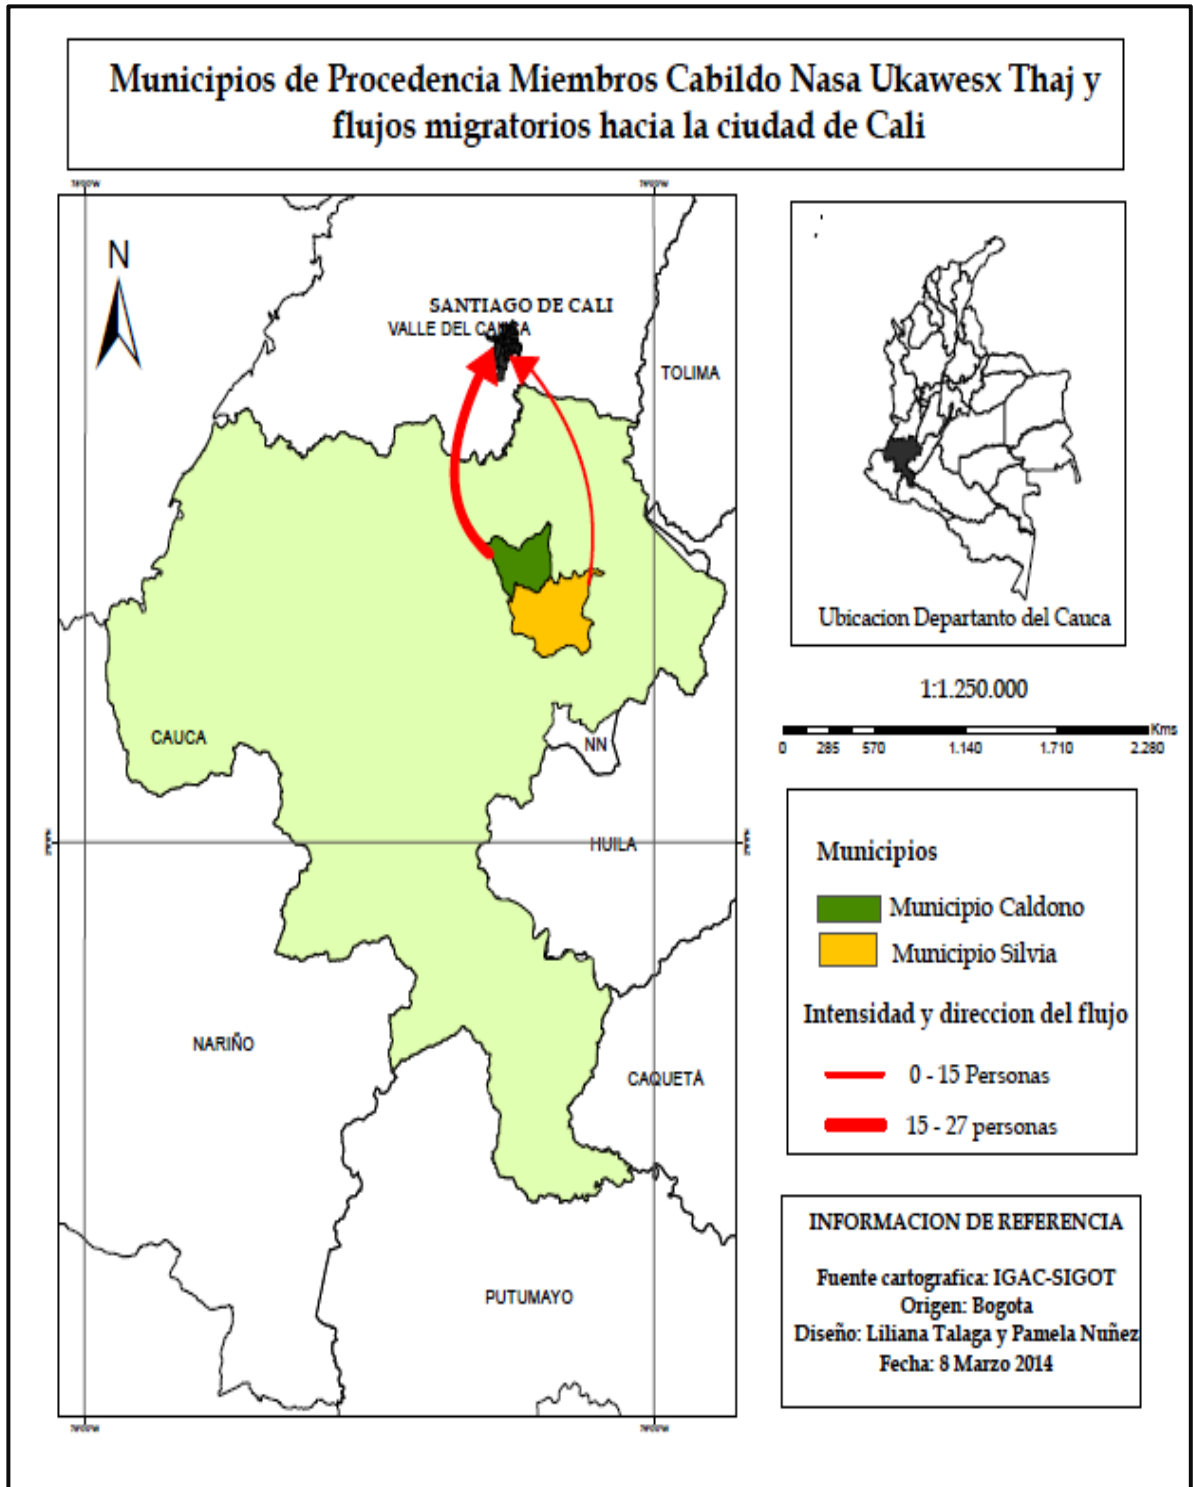 Municipios de Procedencia Miembros Cabildo Nasa Ukawesx Thaj y
flujos migratorios hacia la ciudad de Cali
N
SANTIAGO DE CALI
VALLE DEL CAUCA
TOLIMA
CAUCA
NN
HUILA
NARIÑO
CAQUETÁ
PUTUMAYO
Ubicacion Departanto del Cauca
1:1.250.000
0 285 570 1.140 1.710 2.280 Kms
Municipios
Municipio Caldono
Municipio Silvia
Intensidad y direccion del flujo
0 - 15 Personas
15 - 27 personas
INFORMACION DE REFERENCIA
Fuente cartografica: IGAC-SIGOT
Origen: Bogota
Diseño: Liliana Talaga y Pamela Nuñez
Fecha: 8 Marzo 2014